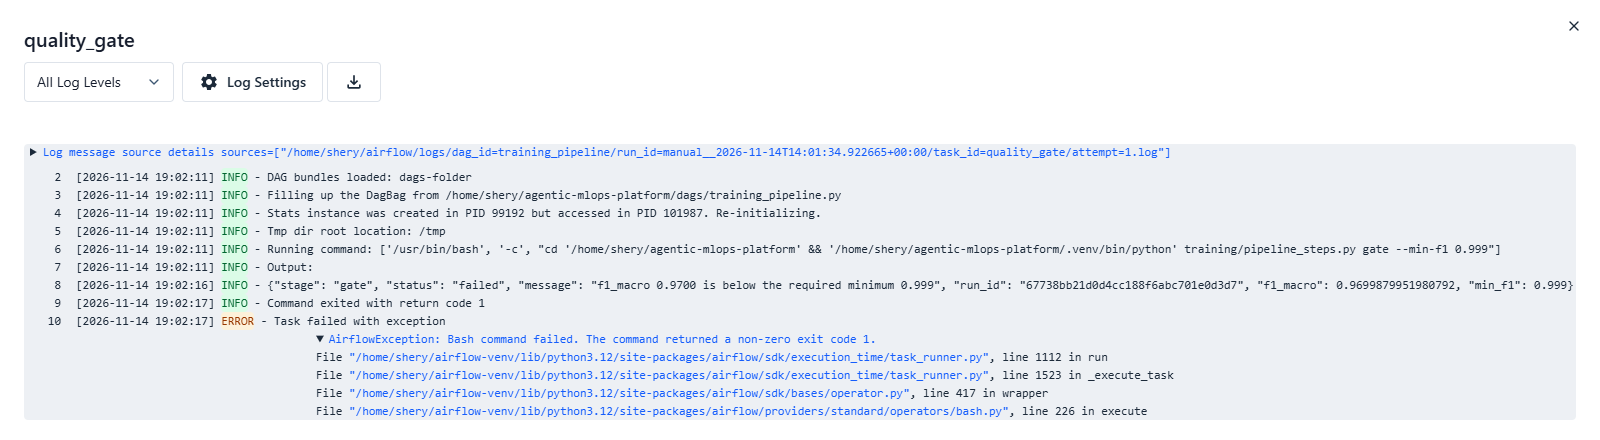 quality_gate
All Log Levels
Log Settings
Log message source details sources=["/home/shery/airflow/logs/dag_id=training_pipeline/run_id=manual__2026-11-14T14:01:34.922665+00:00/task_id=quality_gate/attempt=1.log"]
2 [2026-11-14 19:02:11] INFO - DAG bundles loaded: dags-folder
3 [2026-11-14 19:02:11] INFO - Filling up the DagBag from /home/shery/agentic-mlops-platform/dags/training_pipeline.py
4 [2026-11-14 19:02:11] INFO - Stats instance was created in PID 99192 but accessed in PID 101987. Re-initializing.
5 [2026-11-14 19:02:11] INFO - Tmp dir root location: /tmp
6 [2026-11-14 19:02:11] INFO - Running command: ['/usr/bin/bash', '-c', "cd '/home/shery/agentic-mlops-platform' && '/home/shery/agentic-mlops-platform/.venv/bin/python' training/pipeline_steps.py gate --min-f1 0.999"]
7 [2026-11-14 19:02:11] INFO - Output:
8 [2026-11-14 19:02:16] INFO - {"stage": "gate", "status": "failed", "message": "f1_macro 0.9700 is below the required minimum 0.999", "run_id": "67738bb21d0d4cc188f6abc701e0d3d7", "f1_macro": 0.9699879951980792, "min_f1": 0.999}
9 [2026-11-14 19:02:17] INFO - Command exited with return code 1
10 [2026-11-14 19:02:17] ERROR - Task failed with exception
AirflowException: Bash command failed. The command returned a non-zero exit code 1.
File "/home/shery/airflow-venv/lib/python3.12/site-packages/airflow/sdk/execution_time/task_runner.py", line 1112 in run
File "/home/shery/airflow-venv/lib/python3.12/site-packages/airflow/sdk/execution_time/task_runner.py", line 1523 in _execute_task
File "/home/shery/airflow-venv/lib/python3.12/site-packages/airflow/sdk/bases/operator.py", line 417 in wrapper
File "/home/shery/airflow-venv/lib/python3.12/site-packages/airflow/providers/standard/operators/bash.py", line 226 in execute